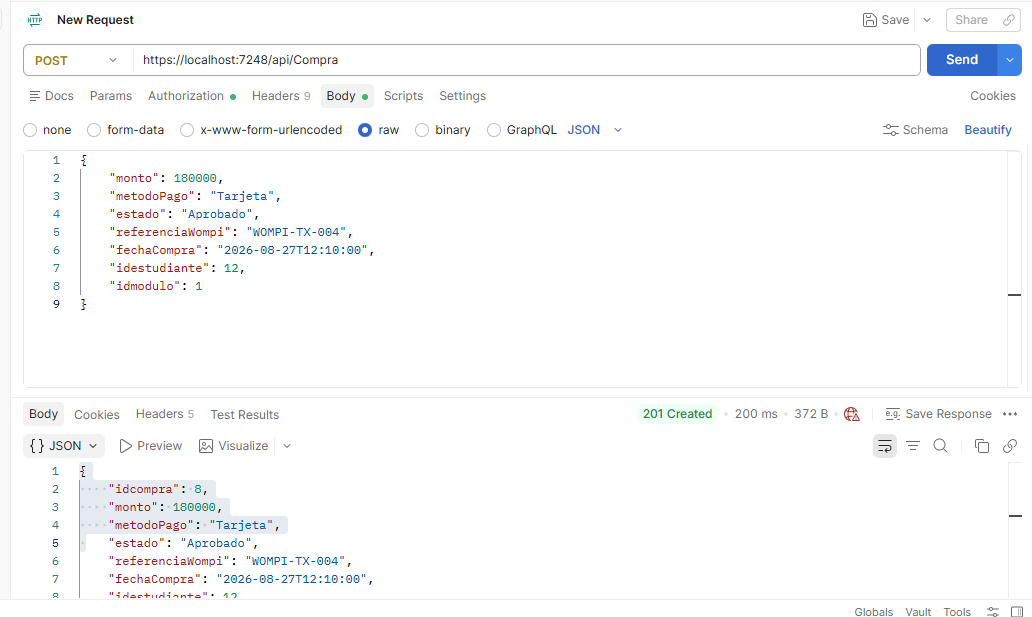 HTTP New Request Save Share
POST https://localhost:7248/api/Compra Send
Docs Params Authorization Headers 9 Body Scripts Settings Cookies
none form-data x-www-form-urlencoded raw binary GraphQL JSON Schema Beautify
1 {
2 "monto": 180000,
3 "metodoPago": "Tarjeta",
4 "estado": "Aprobado",
5 "referenciaWompi": "WOMPI-TX-004",
6 "fechaCompra": "2026-08-27T12:10:00",
7 "idestudiante": 12,
8 "idmodulo": 1
9 }
Body Cookies Headers 5 Test Results 201 Created • 200 ms • 372 B • e.g. Save Response
{} JSON Preview Visualize
1 {
2 "idcompra": 8,
3 "monto": 180000,
4 "metodoPago": "Tarjeta",
5 "estado": "Aprobado",
6 "referenciaWompi": "WOMPI-TX-004",
7 "fechaCompra": "2026-08-27T12:10:00",
8 "idestudiante": 12
Globals Vault Tools